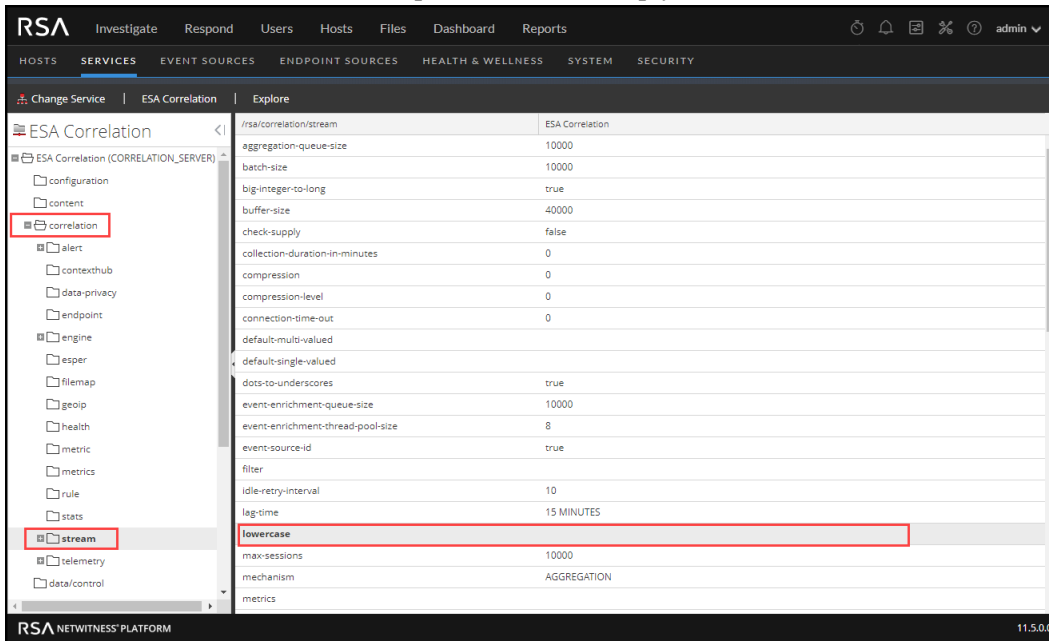 RSA Investigate Respond Users Hosts Files Dashboard Reports admin
HOSTS SERVICES EVENT SOURCES ENDPOINT SOURCES HEALTH & WELLNESS SYSTEM SECURITY
Change Service | ESA Correlation | Explore
ESA Correlation
ESA Correlation (CORRELATION_SERVER)
configuration
content
correlation
alert
contexthub
data-privacy
endpoint
engine
esper
filemap
geoip
health
metric
metrics
rule
stats
stream
telemetry
data/control
/rsa/correlation/stream ESA Correlation
aggregation-queue-size 10000
batch-size 10000
big-integer-to-long true
buffer-size 40000
check-supply false
collection-duration-in-minutes 0
compression 0
compression-level 0
connection-time-out 0
default-multi-valued
default-single-valued
dots-to-underscores true
event-enrichment-queue-size 10000
event-enrichment-thread-pool-size 8
event-source-id true
filter
idle-retry-interval 10
lag-time 15 MINUTES
lowercase
max-sessions 10000
mechanism AGGREGATION
metrics
RSA NETWITNESS® PLATFORM 11.5.0.0